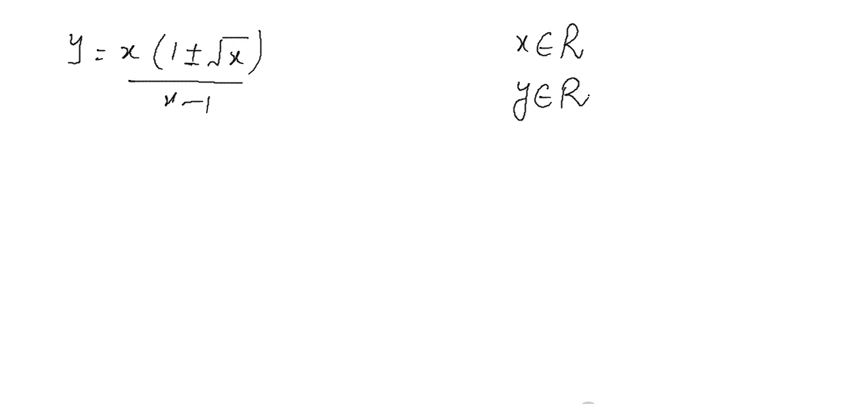 y = x (1 ± √x) / x - 1
x ∈ R
y ∈ R